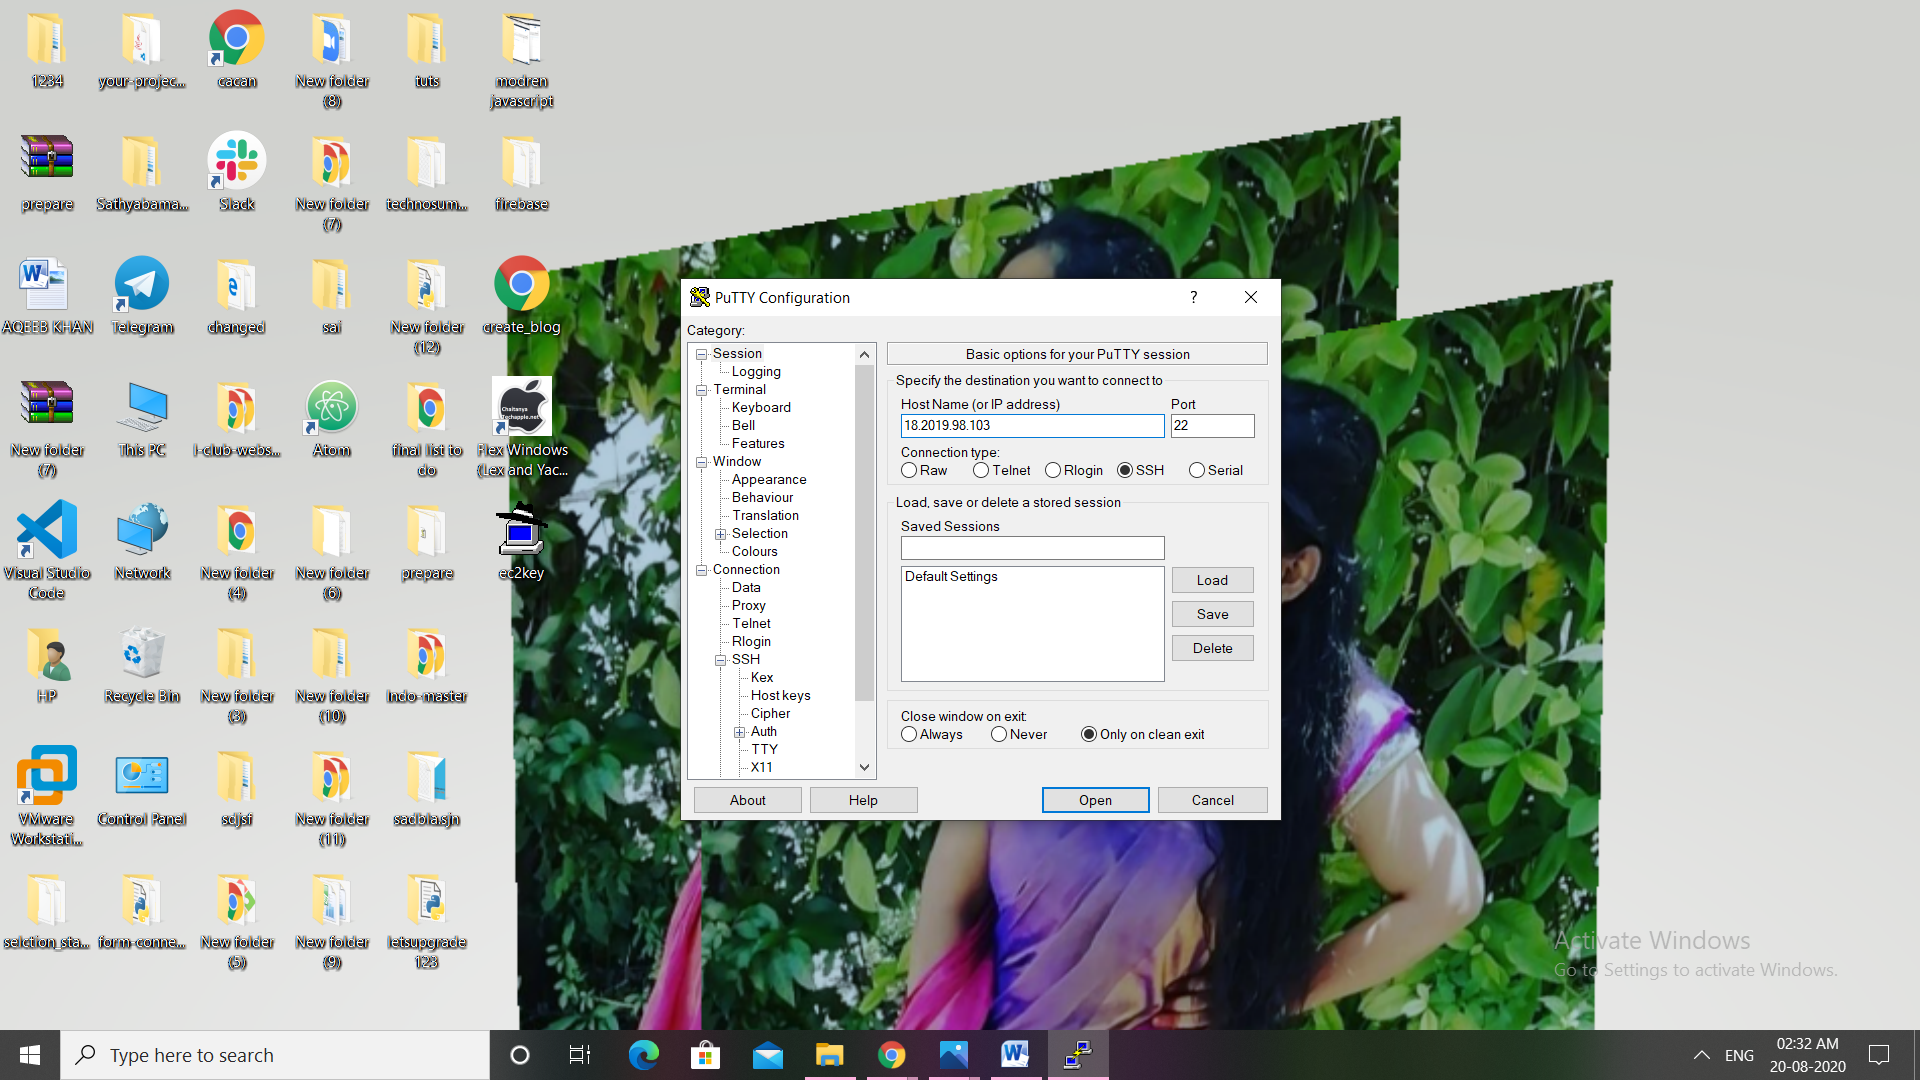 1234
your-projec...
cacan
New folder
(8)
tuts
modren
javascript
prepare
Sathyabama...
Slack
New folder
(7)
technosum...
firebase
AQEEB KHAN
Telegram
changed
sai
New folder
(12)
create_blog
New folder
(7)
This PC
I-club-webs...
Atom
final list to
do
Chaitanya
Techapple.net
Flex Windows
(Lex and Yac...
Visual Studio
Code
Network
New folder
(4)
New folder
(6)
prepare
ec2key
HP
Recycle Bin
New folder
(3)
New folder
(10)
Indo-master
VMware
Workstati...
Control Panel
sdjsf
New folder
(11)
sadbla.sjn
selction_sta...
form-conne...
New folder
(5)
New folder
(9)
letsupgrade
123
PuTTY Configuration
?
Category:
Session
Logging
Terminal
Keyboard
Bell
Features
Window
Appearance
Behaviour
Translation
Selection
Colours
Connection
Data
Proxy
Telnet
Rlogin
SSH
Kex
Host keys
Cipher
Auth
TTY
X11
Basic options for your PuTTY session
Specify the destination you want to connect to
Host Name (or IP address)
Port
18.2019.98.103
22
Connection type:
Raw
Telnet
Rlogin
SSH
Serial
Load, save or delete a stored session
Saved Sessions
Default Settings
Load
Save
Delete
Close window on exit:
Always
Never
Only on clean exit
About
Help
Open
Cancel
Activate Windows
Go to Settings to activate Windows.
Type here to search
ENG
02:32 AM
20-08-2020